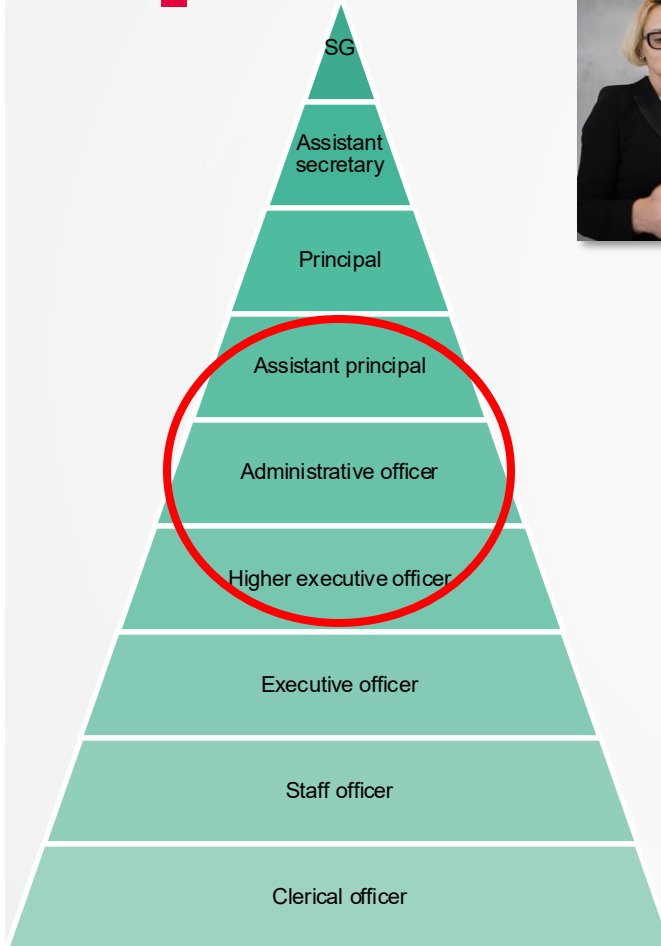 SG
Assistant
secretary
Principal
Assistant principal
Administrative officer
Higher executive officer
Executive officer
Staff officer
Clerical officer